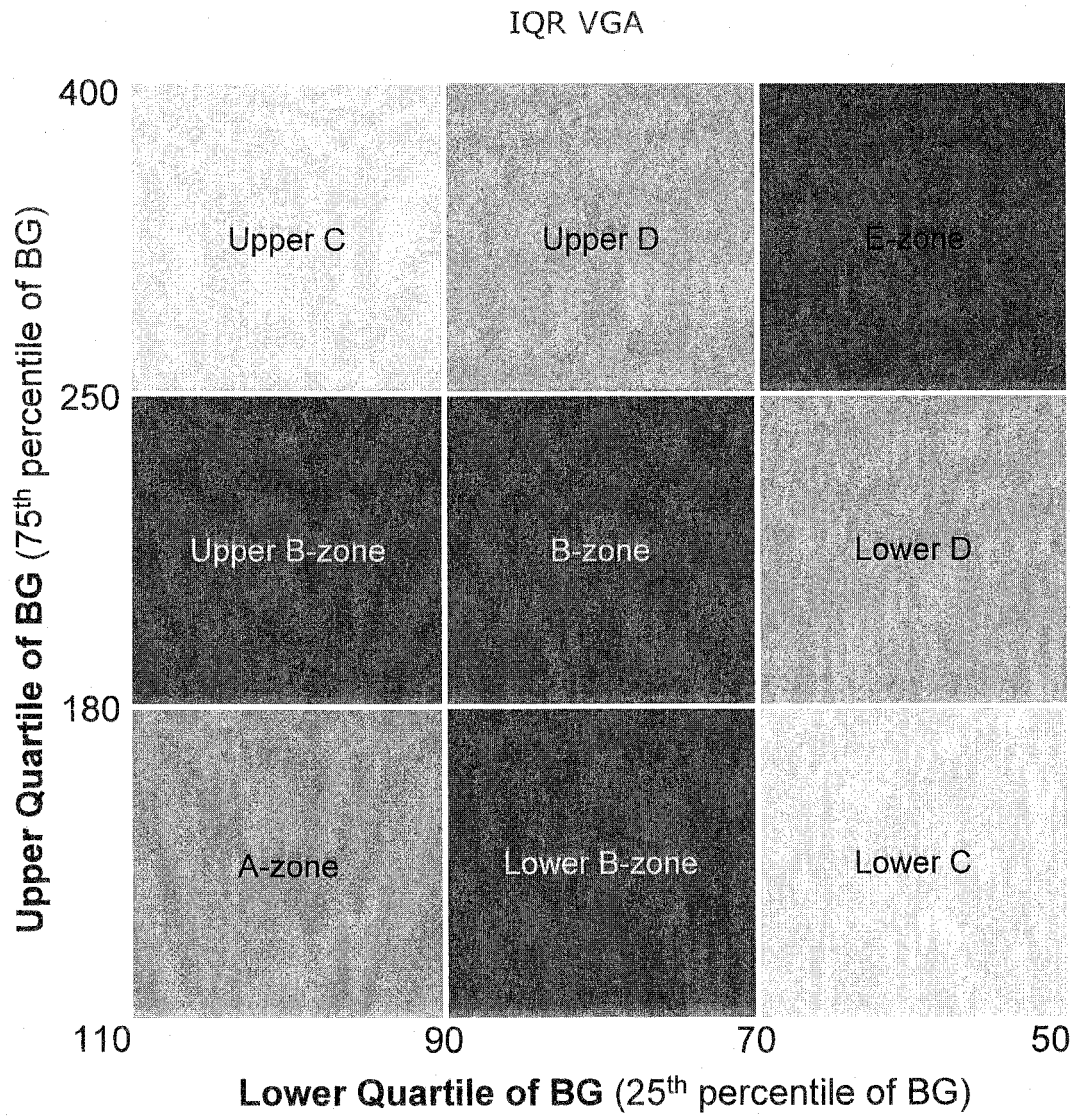 IQR VGA
400
Upper C
Upper D
E-zone
250
Upper B-zone
B-zone
Lower D
180
A-zone
Lower B-zone
Lower C
110
90
70
50
Upper Quartile of BG (75th percentile of BG)
Lower Quartile of BG (25th percentile of BG)